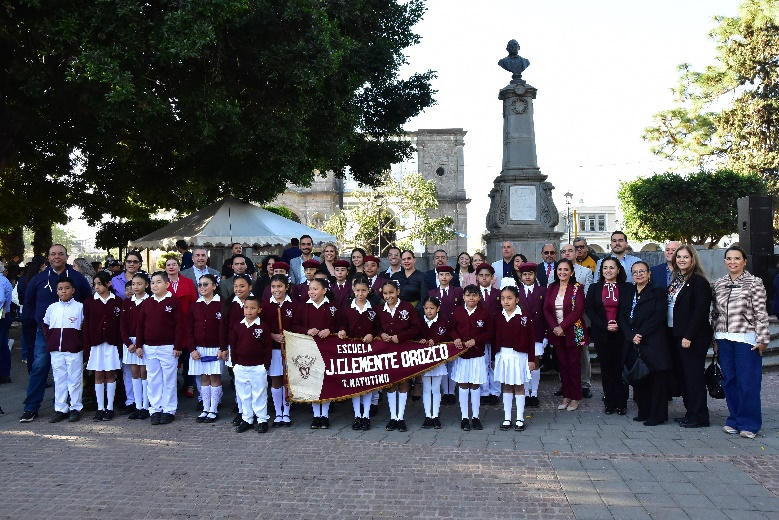 ESCUELA
J. CLEMENTE OROZCO
T. MATUTINO